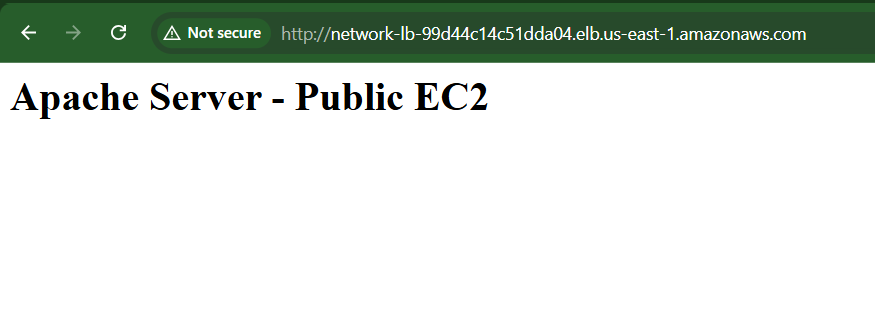 Not secure http://network-lb-99d44c14c51dda04.elb.us-east-1.amazonaws.com
Apache Server - Public EC2